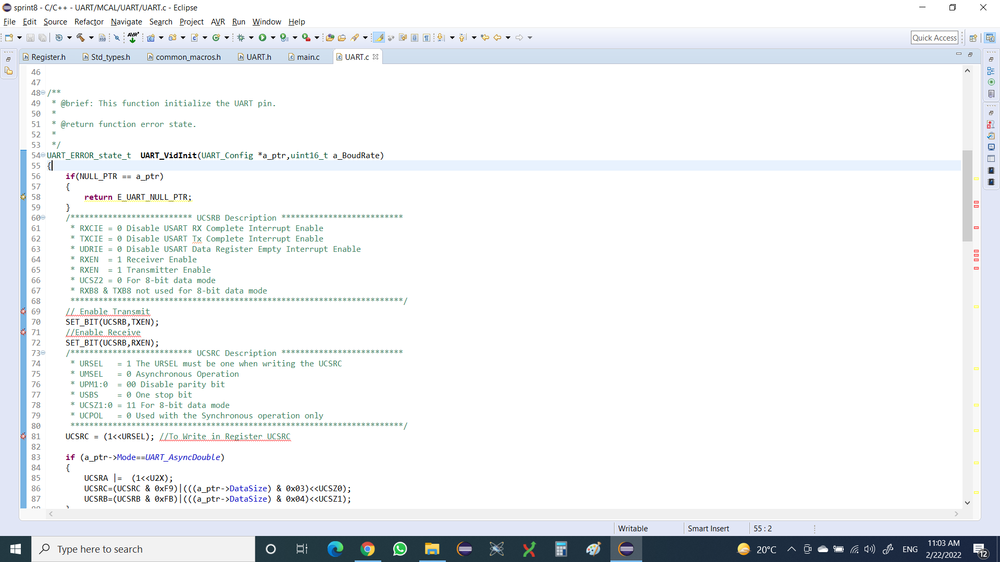 sprint8 - C/C++ - UART/MCAL/UART/UART.c - Eclipse
File Edit Source Refactor Navigate Search Project AVR Run Window Help
Quick Access
Register.h Std_types.h common_macros.h UART.h main.c UART.c
46
47
48 /**
49 * @brief: This function initialize the UART pin.
50 *
51 * @return function error state.
52 *
53 */
54 UART_ERROR_state_t  UART_VidInit(UART_Config *a_ptr,uint16_t a_BoudRate)
55 {
56 if(NULL_PTR == a_ptr)
57 {
58 return E_UART_NULL_PTR;
59 }
60 /************************** UCSRB Description **************************
61 * RXCIE = 0 Disable USART RX Complete Interrupt Enable
62 * TXCIE = 0 Disable USART Tx Complete Interrupt Enable
63 * UDRIE = 0 Disable USART Data Register Empty Interrupt Enable
64 * RXEN  = 1 Receiver Enable
65 * RXEN  = 1 Transmitter Enable
66 * UCSZ2 = 0 For 8-bit data mode
67 * RXB8 & TXB8 not used for 8-bit data mode
68 ***********************************************************************/
69 // Enable Transmit
70 SET_BIT(UCSRB,TXEN);
71 //Enable Receive
72 SET_BIT(UCSRB,RXEN);
73 /************************** UCSRC Description **************************
74 * URSEL   = 1 The URSEL must be one when writing the UCSRC
75 * UMSEL   = 0 Asynchronous Operation
76 * UPM1:0  = 00 Disable parity bit
77 * USBS    = 0 One stop bit
78 * UCSZ1:0 = 11 For 8-bit data mode
79 * UCPOL   = 0 Used with the Synchronous operation only
80 ***********************************************************************/
81 UCSRC = (1<<URSEL); //To Write in Register UCSRC
82
83 if (a_ptr->Mode==UART_AsyncDouble)
84 {
85 UCSRA |=  (1<<U2X);
86 UCSRC=(UCSRC & 0xF9)|(((a_ptr->DataSize) & 0x03)<<UCSZ0);
87 UCSRB=(UCSRB & 0xFB)|(((a_ptr->DataSize) & 0x04)<<UCSZ1);
Writable Smart Insert 55 : 2
Type here to search
20°C ENG 11:03 AM
2/22/2022
12